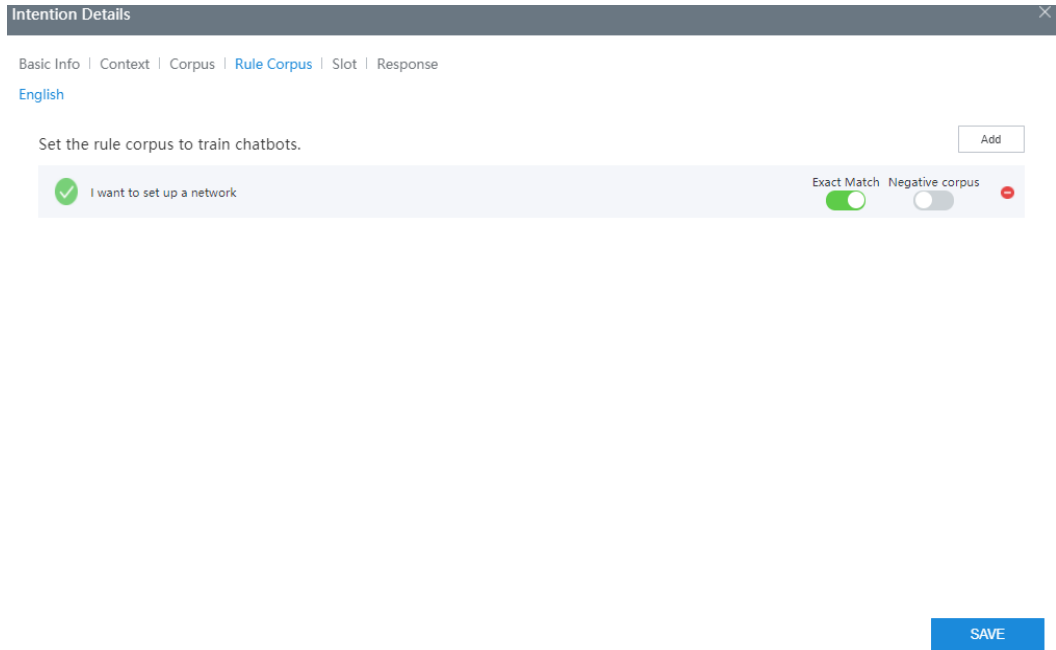 Intention Details
Basic Info | Context | Corpus | Rule Corpus | Slot | Response
English
Set the rule corpus to train chatbots.
Add
I want to set up a network
Exact Match Negative corpus
SAVE